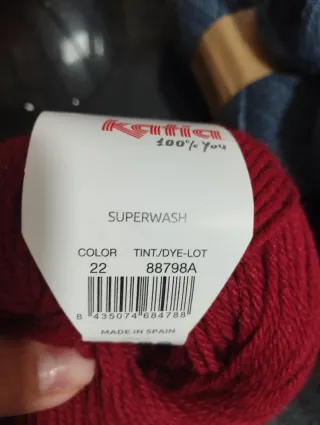 Katia
100% you
SUPERWASH
COLOR TINT./DYE-LOT
22 88798A
8 435074 684788
MADE IN SPAIN